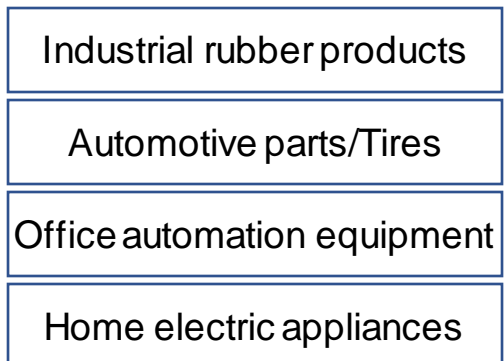 Industrial rubber products
Automotive parts/Tires
Office automation equipment
Home electric appliances